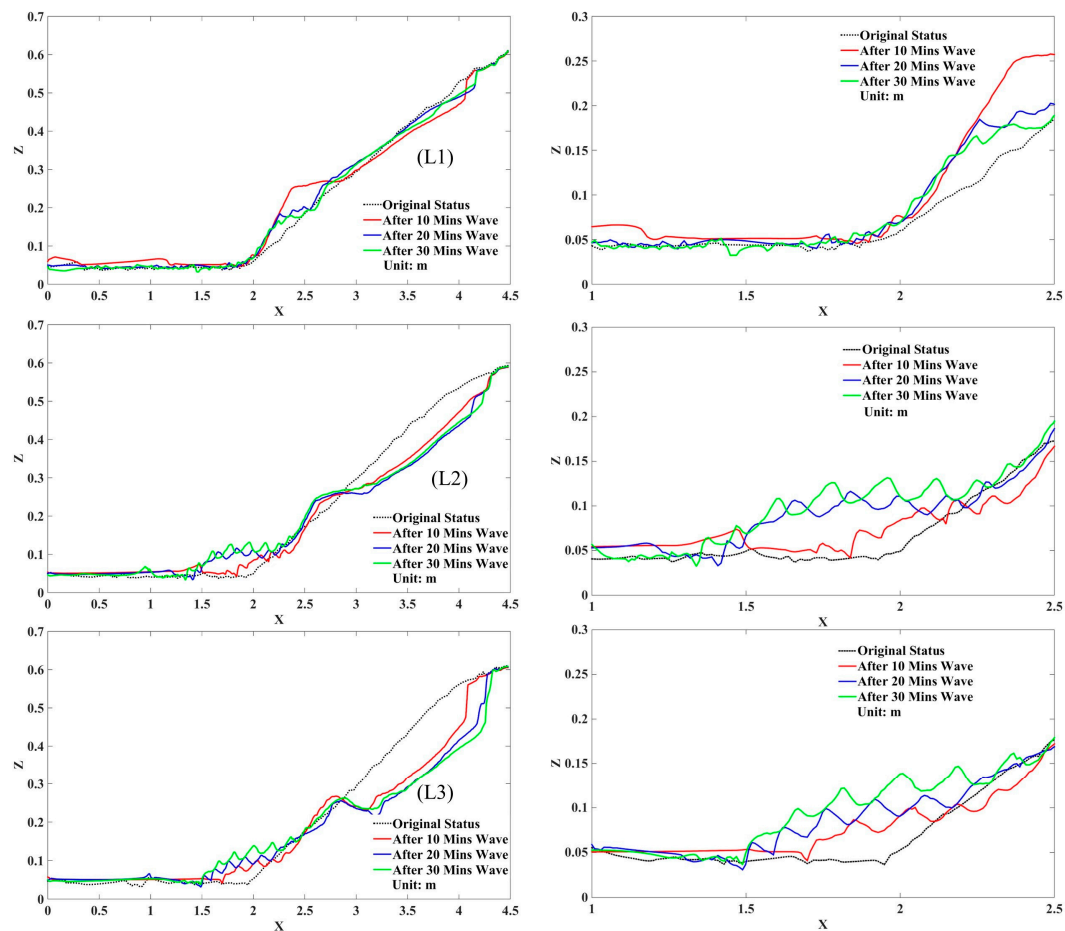 0.7
0.6
0.5
0.4
0.3
0.2
0.1
0
Z
(L1)
Original Status
After 10 Mins Wave
After 20 Mins Wave
After 30 Mins Wave
Unit: m
0 0.5 1 1.5 2 2.5 3 3.5 4 4.5
X
0.3
0.25
0.2
0.15
0.1
0.05
0
Z
Original Status
After 10 Mins Wave
After 20 Mins Wave
After 30 Mins Wave
Unit: m
1 1.5 2 2.5
X
0.7
0.6
0.5
0.4
0.3
0.2
0.1
0
Z
(L2)
Original Status
After 10 Mins Wave
After 20 Mins Wave
After 30 Mins Wave
Unit: m
0 0.5 1 1.5 2 2.5 3 3.5 4 4.5
X
0.3
0.25
0.2
0.15
0.1
0.05
0
Z
Original Status
After 10 Mins Wave
After 20 Mins Wave
After 30 Mins Wave
Unit: m
1 1.5 2 2.5
X
0.7
0.6
0.5
0.4
0.3
0.2
0.1
0
Z
(L3)
Original Status
After 10 Mins Wave
After 20 Mins Wave
After 30 Mins Wave
Unit: m
0 0.5 1 1.5 2 2.5 3 3.5 4 4.5
X
0.3
0.25
0.2
0.15
0.1
0.05
0
Z
Original Status
After 10 Mins Wave
After 20 Mins Wave
After 30 Mins Wave
Unit: m
1 1.5 2 2.5
X